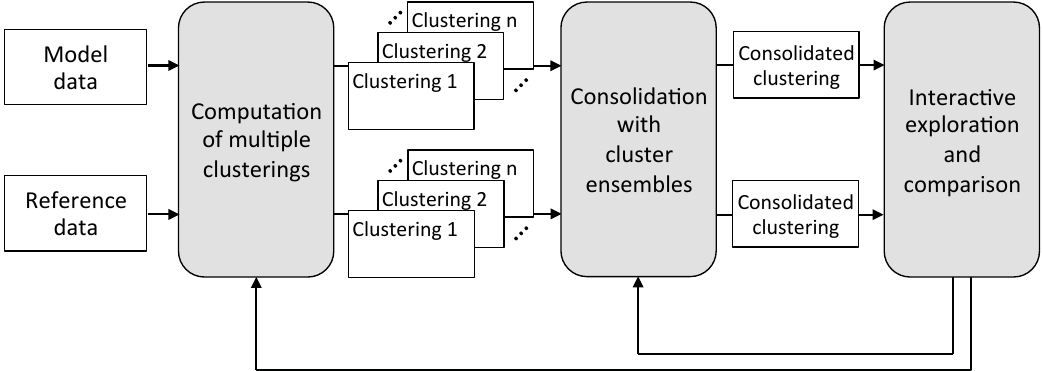 Model
data
Reference
data
Computation
of multiple
clusterings
Clustering n
Clustering 2
Clustering 1
Clustering n
Clustering 2
Clustering 1
Consolidation
with
cluster
ensembles
Consolidated
clustering
Consolidated
clustering
Interactive
exploration
and
comparison